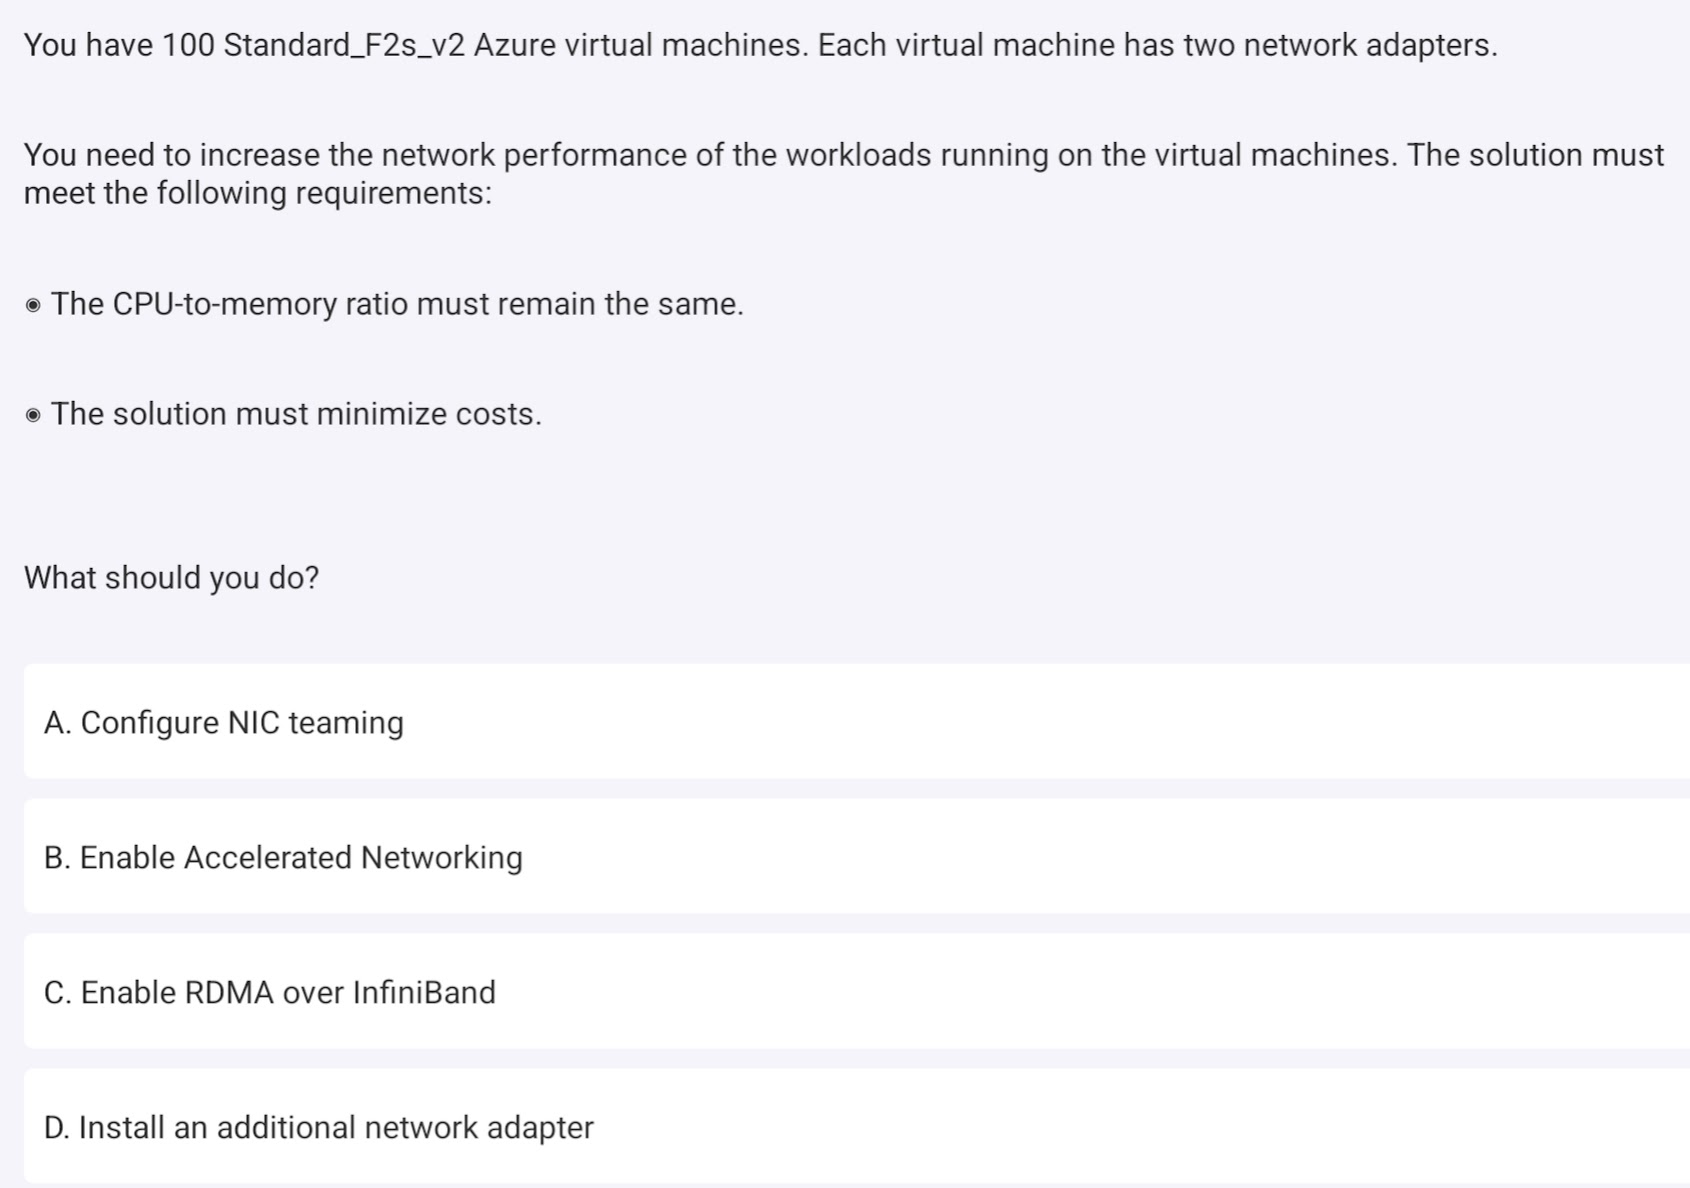 You have 100 Standard_F2s_v2 Azure virtual machines. Each virtual machine has two network adapters.
You need to increase the network performance of the workloads running on the virtual machines. The solution must
meet the following requirements:
The CPU-to-memory ratio must remain the same.
The solution must minimize costs.
What should you do?
A. Configure NIC teaming
B. Enable Accelerated Networking
C. Enable RDMA over InfiniBand
D. Install an additional network adapter